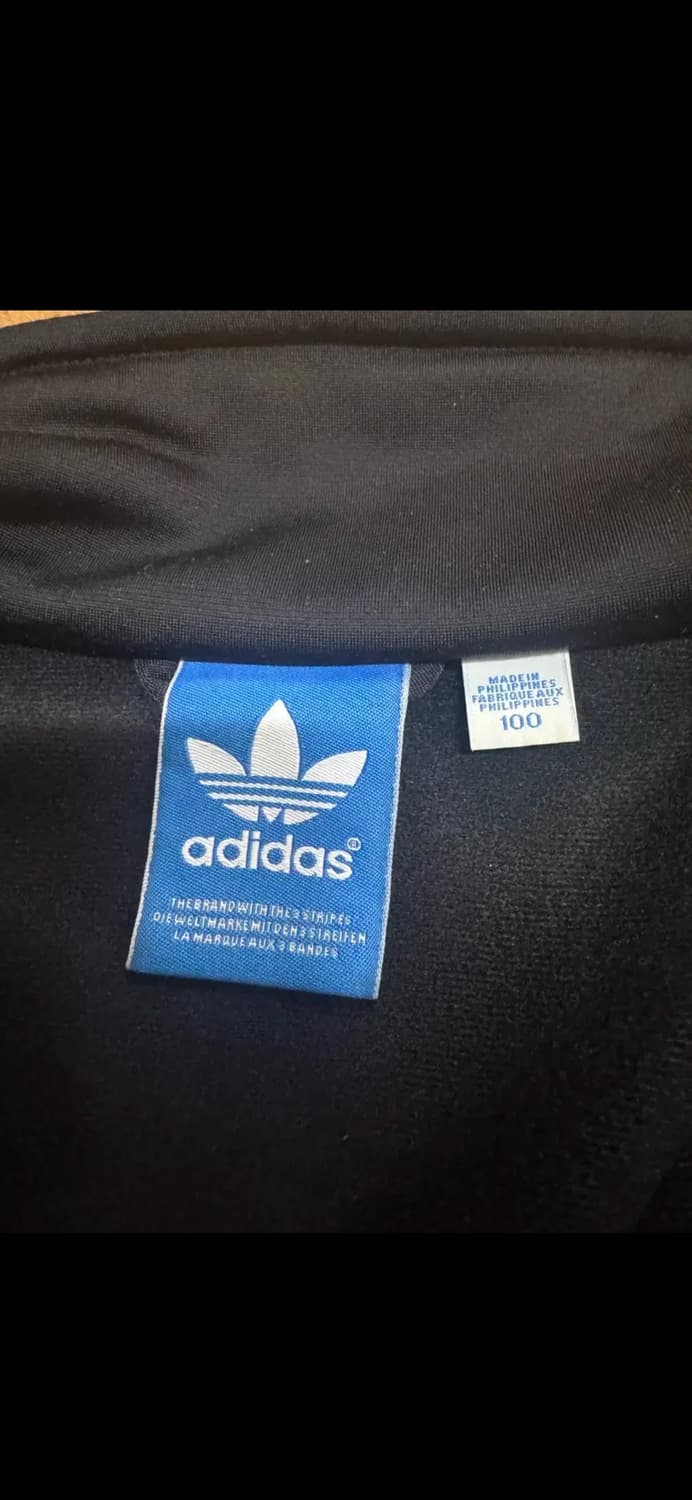 adidas®
THE BRAND WITH THE 3 STRIPES
DIE WELTMARKE MIT DEN 3 STREIFEN
LA MARQUE AUX 3 BANDES
MADE IN
PHILIPPINES
FABRIQUE AUX
PHILIPPINES
100